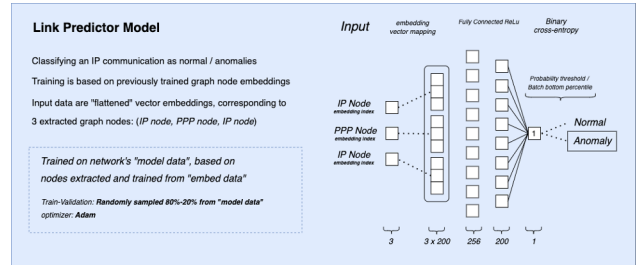 Link Predictor Model
Classifying an IP communication as normal / anomalies
Training is based on previously trained graph node embeddings
Input data are "flattened" vector embeddings, corresponding to
3 extracted graph nodes: (IP node, PPP node, IP node)
Trained on network's "model data", based on
nodes extracted and trained from "embed data"
Train-Validation: Randomly sampled 80%-20% from "model data"
optimizer: Adam
Input
embedding
vector mapping
Fully Connected ReLu
Binary
cross-entropy
Probability threshold /
Batch bottom percentile
IP Node
embedding index
PPP Node
embedding index
IP Node
embedding index
1
Normal
Anomaly
3
3 x 200
256
200
1